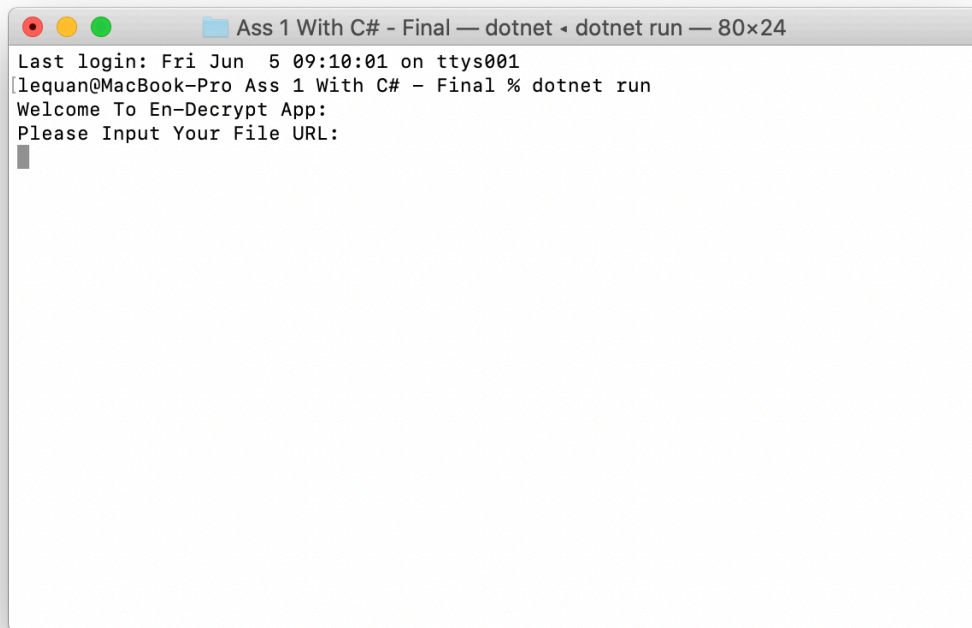 Ass 1 With C# - Final — dotnet ◂ dotnet run — 80×24
Last login: Fri Jun  5 09:10:01 on ttys001
[lequan@MacBook-Pro Ass 1 With C# - Final % dotnet run
Welcome To En-Decrypt App:
Please Input Your File URL: